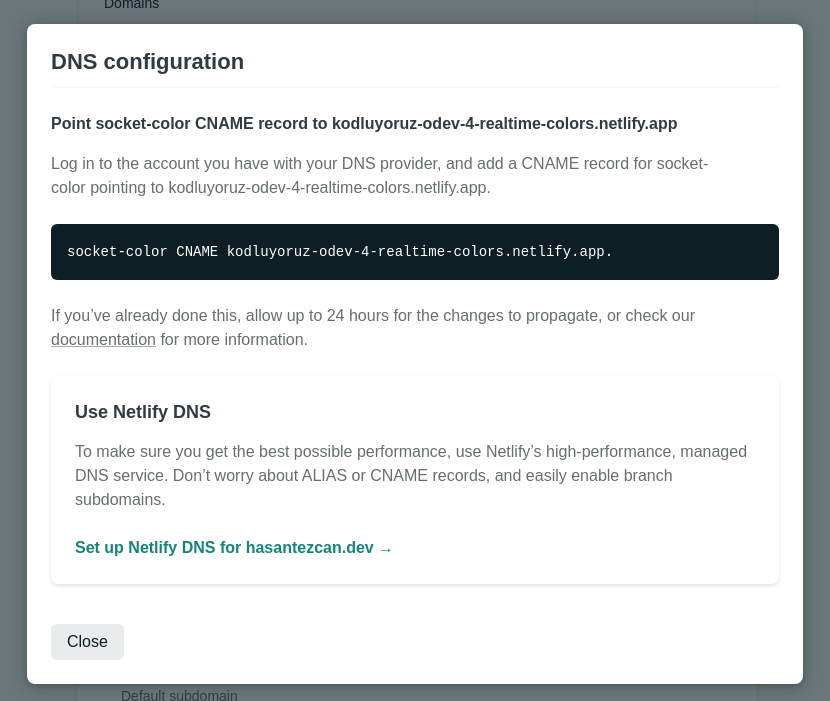 Domains
DNS configuration
Point socket-color CNAME record to kodluyoruz-odev-4-realtime-colors.netlify.app
Log in to the account you have with your DNS provider, and add a CNAME record for socket-
color pointing to kodluyoruz-odev-4-realtime-colors.netlify.app.
socket-color CNAME kodluyoruz-odev-4-realtime-colors.netlify.app.
If you’ve already done this, allow up to 24 hours for the changes to propagate, or check our
documentation for more information.
Use Netlify DNS
To make sure you get the best possible performance, use Netlify’s high-performance, managed
DNS service. Don’t worry about ALIAS or CNAME records, and easily enable branch
subdomains.
Set up Netlify DNS for hasantezcan.dev →
Close
Default subdomain